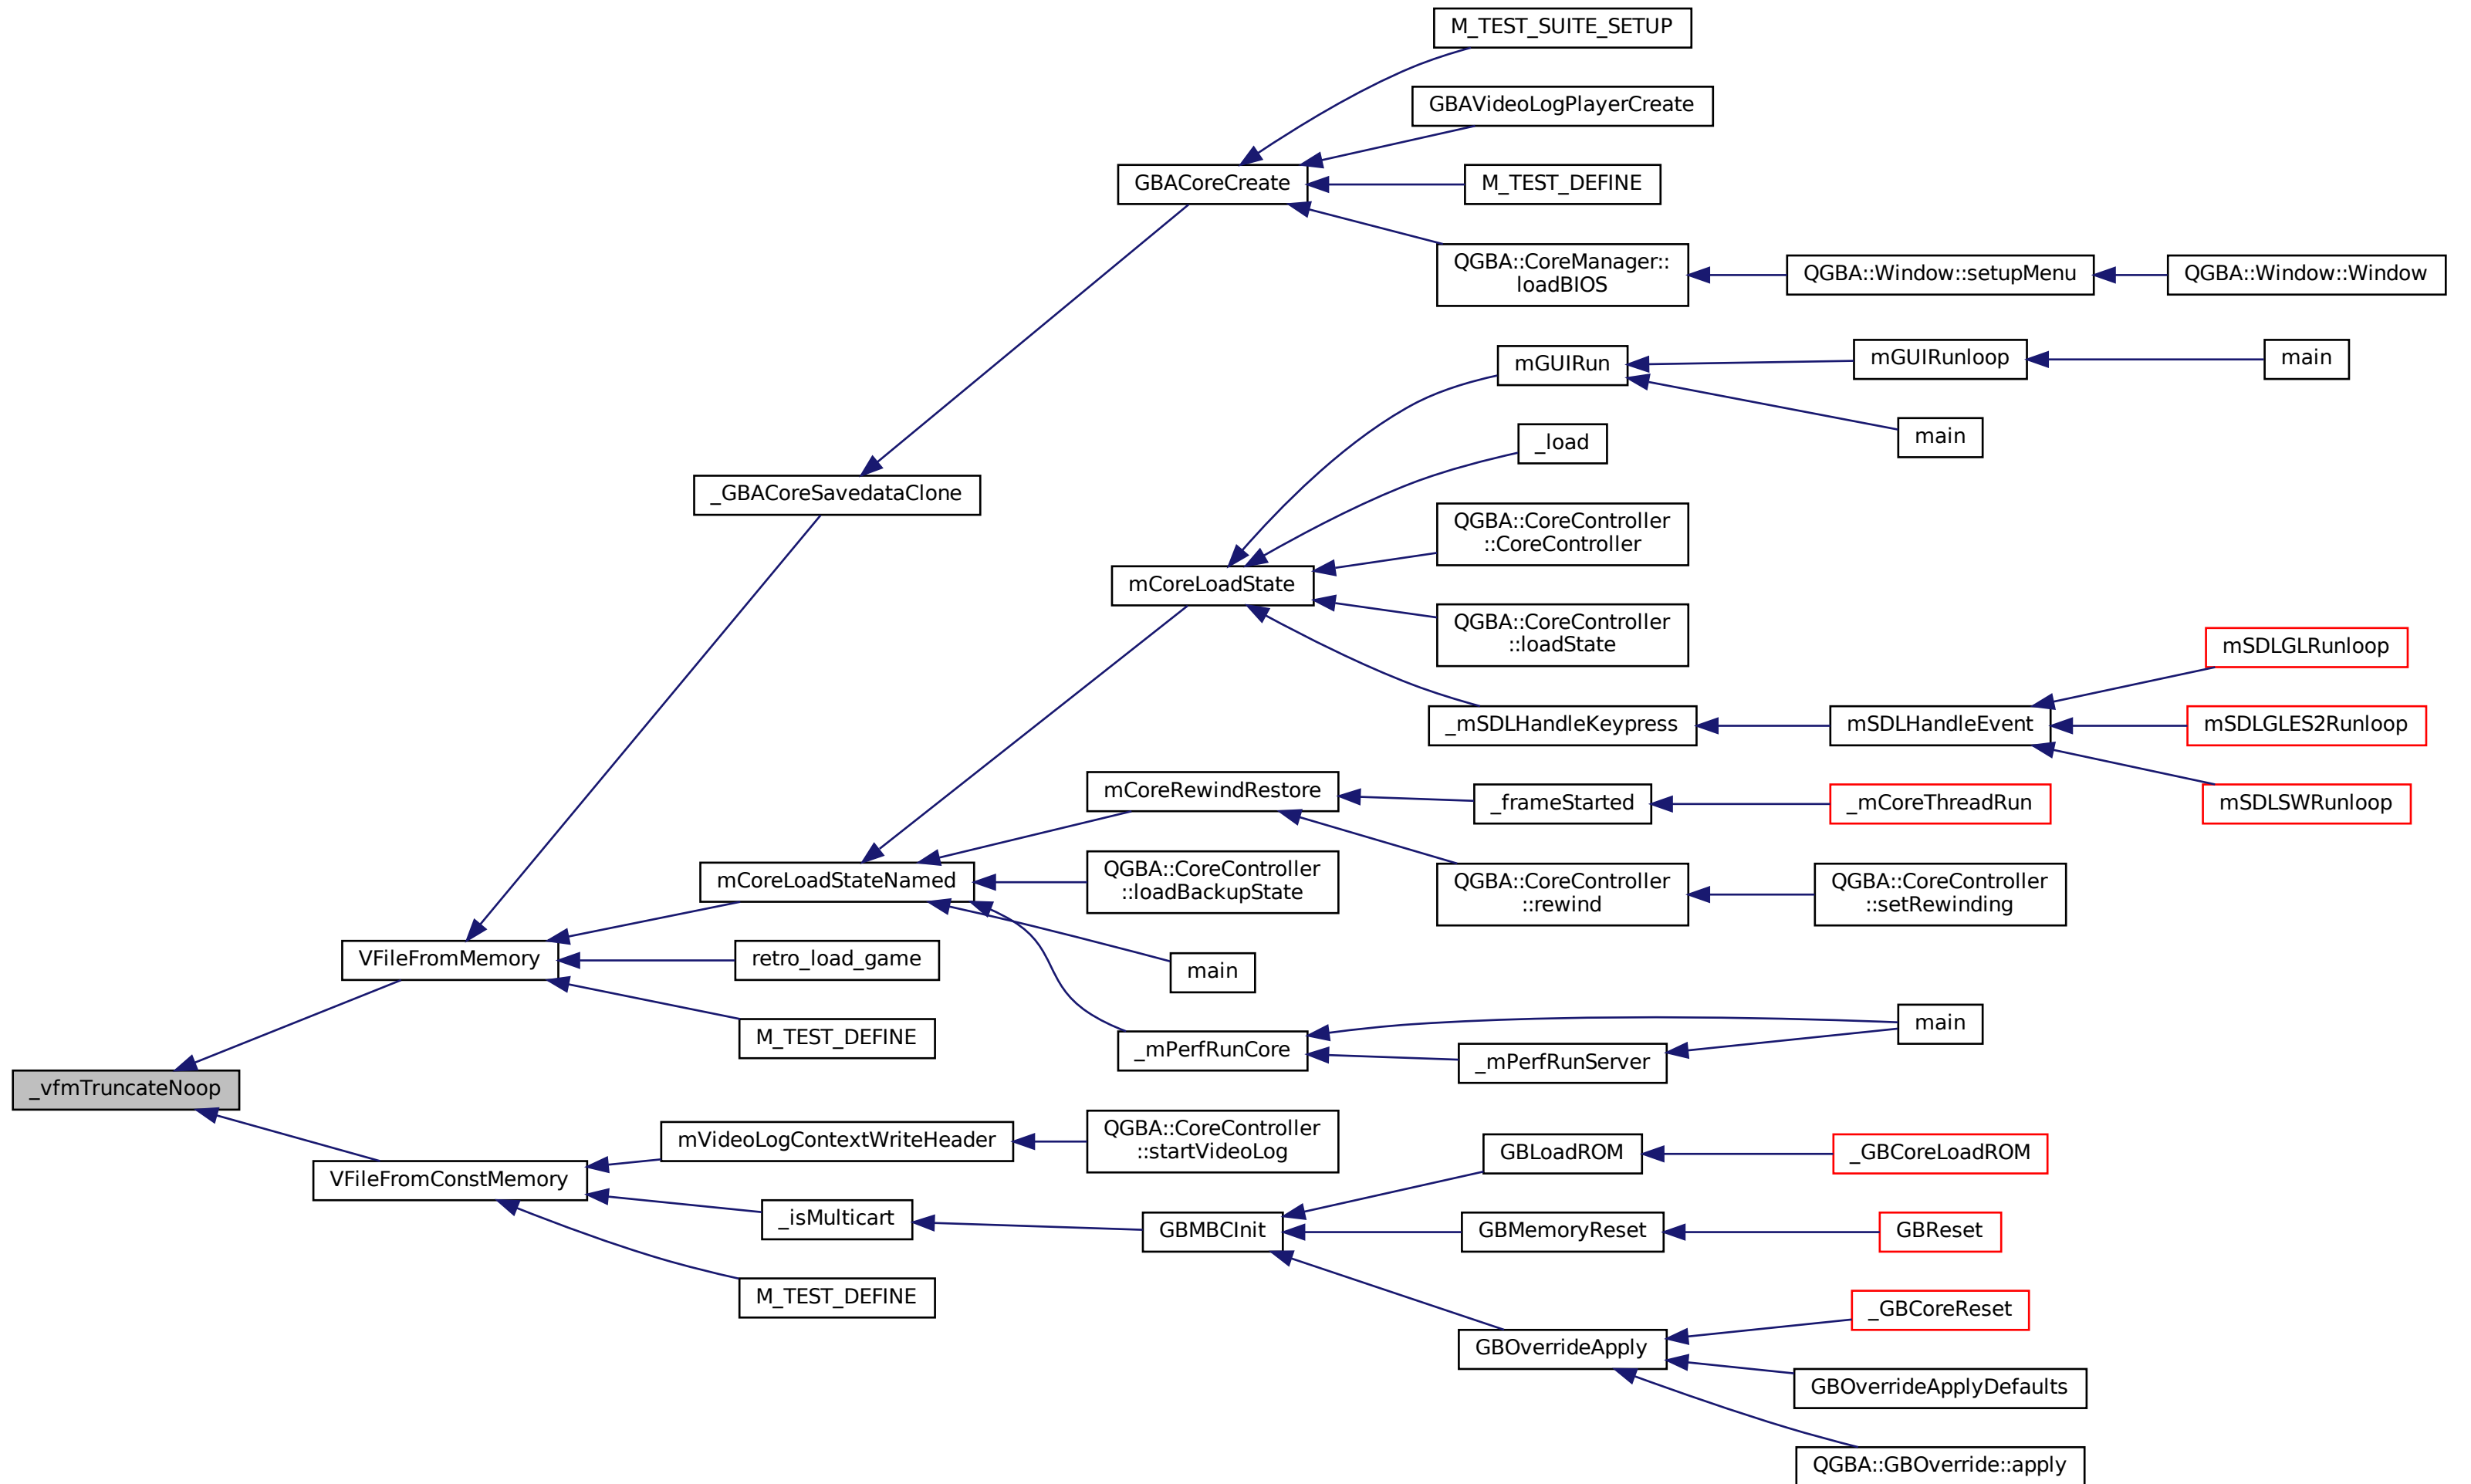 M_TEST_SUITE_SETUP
GBAVideoLogPlayerCreate
GBACoreCreate
M_TEST_DEFINE
QGBA::CoreManager::
loadBIOS
QGBA::Window::setupMenu
QGBA::Window::Window
mGUIRun
mGUIRunloop
main
main
_load
_GBACoreSavedataClone
QGBA::CoreController
::CoreController
mCoreLoadState
QGBA::CoreController
::loadState
mSDLGLRunloop
_mSDLHandleKeypress
mSDLHandleEvent
mSDLGLES2Runloop
mCoreRewindRestore
_frameStarted
_mCoreThreadRun
mSDLSWRunloop
mCoreLoadStateNamed
QGBA::CoreController
::loadBackupState
QGBA::CoreController
::rewind
QGBA::CoreController
::setRewinding
VFileFromMemory
retro_load_game
main
M_TEST_DEFINE
_mPerfRunCore
_mPerfRunServer
main
_vfmTruncateNoop
mVideoLogContextWriteHeader
QGBA::CoreController
::startVideoLog
GBLoadROM
_GBCoreLoadROM
VFileFromConstMemory
_isMulticart
GBMBCInit
GBMemoryReset
GBReset
M_TEST_DEFINE
_GBCoreReset
GBOverrideApply
GBOverrideApplyDefaults
QGBA::GBOverride::apply